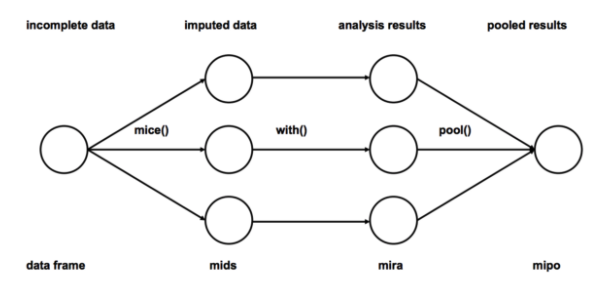 incomplete data imputed data analysis results pooled results
mice() with() pool()
data frame mids mira mipo